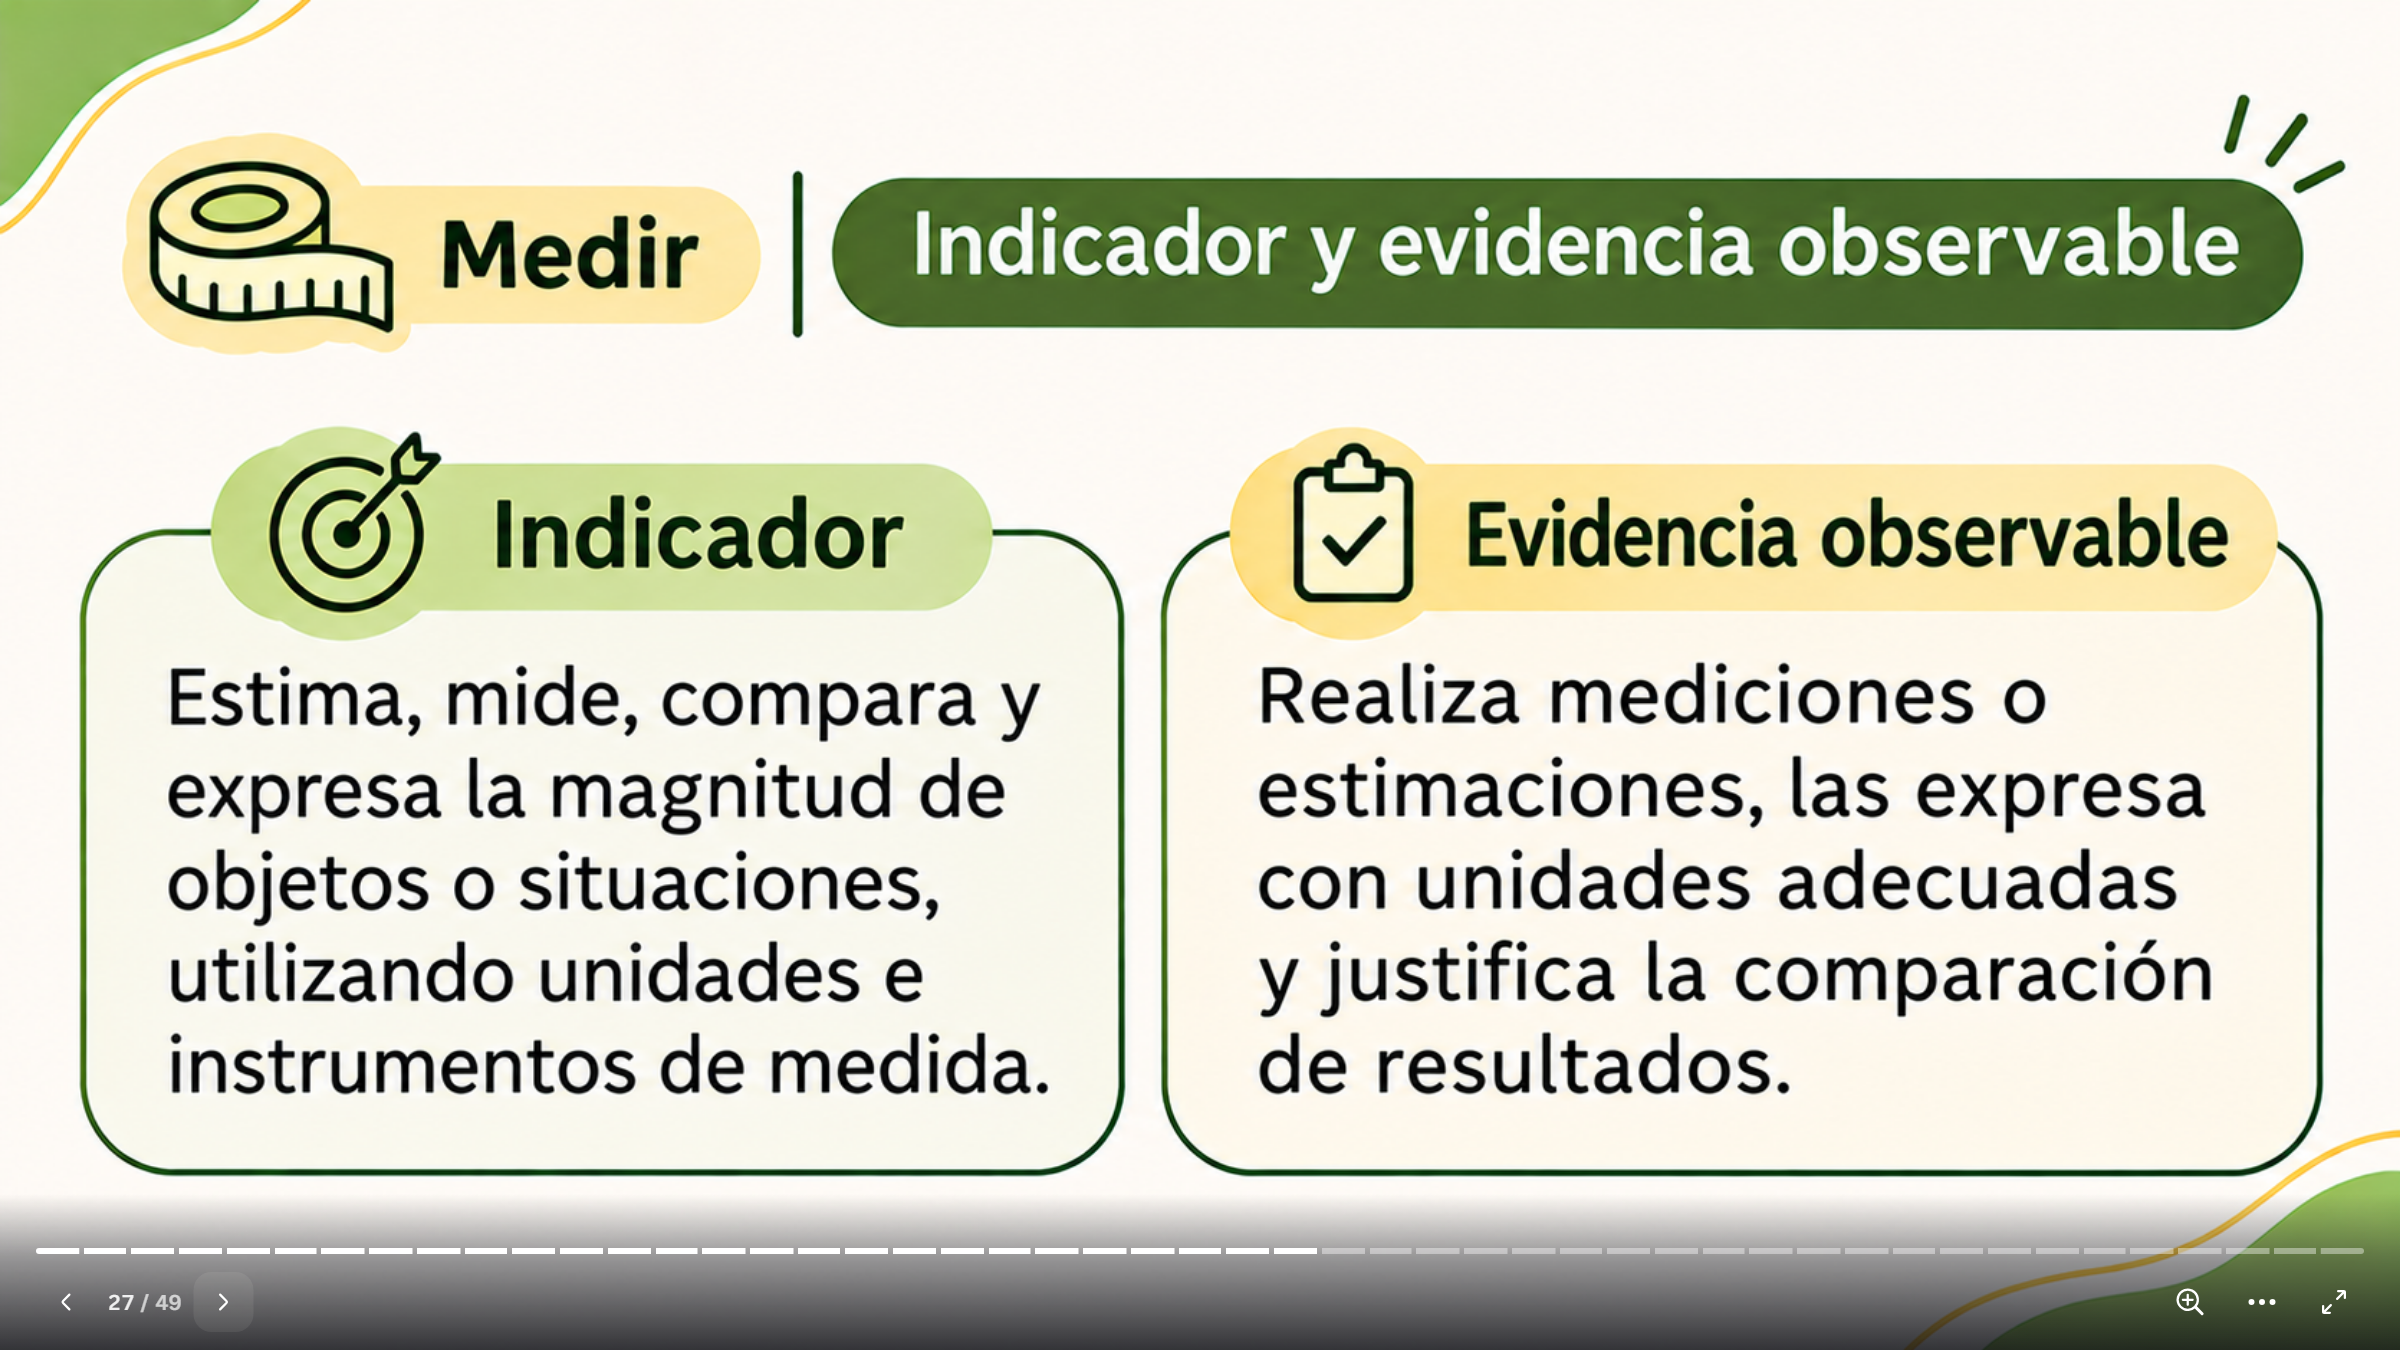 Medir
Indicador y evidencia observable
Indicador
Estima, mide, compara y
expresa la magnitud de
objetos o situaciones,
utilizando unidades e
instrumentos de medida.
Evidencia observable
Realiza mediciones o
estimaciones, las expresa
con unidades adecuadas
y justifica la comparación
de resultados.
27 / 49